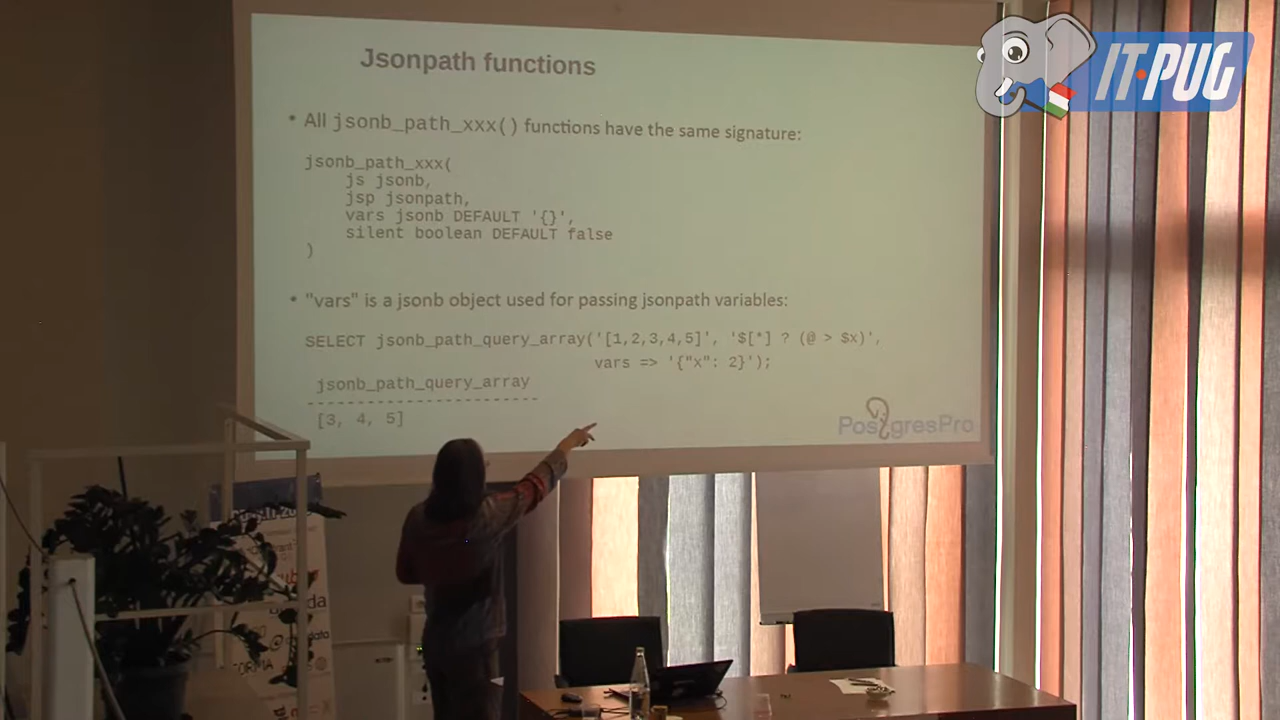 IT·PUG
Jsonpath functions
• All jsonb_path_xxx() functions have the same signature:
jsonb_path_xxx(
js jsonb,
jsp jsonpath,
vars jsonb DEFAULT '{}',
silent boolean DEFAULT false
)
• "vars" is a jsonb object used for passing jsonpath variables:
SELECT jsonb_path_query_array('[1,2,3,4,5]', '$[*] ? (@ > $x)',
vars => '{"x": 2}');
jsonb_path_query_array
-----------------------
[3, 4, 5]
PostgresPro